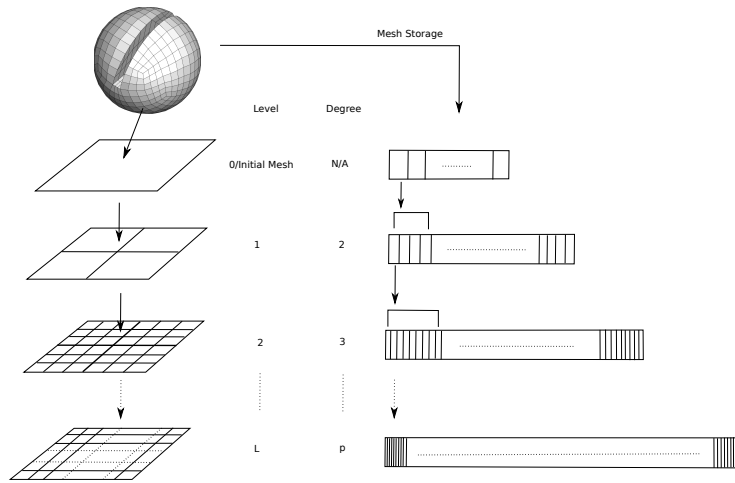 Mesh Storage
Level Degree
0/Initial Mesh N/A
1 2
2 3
L p